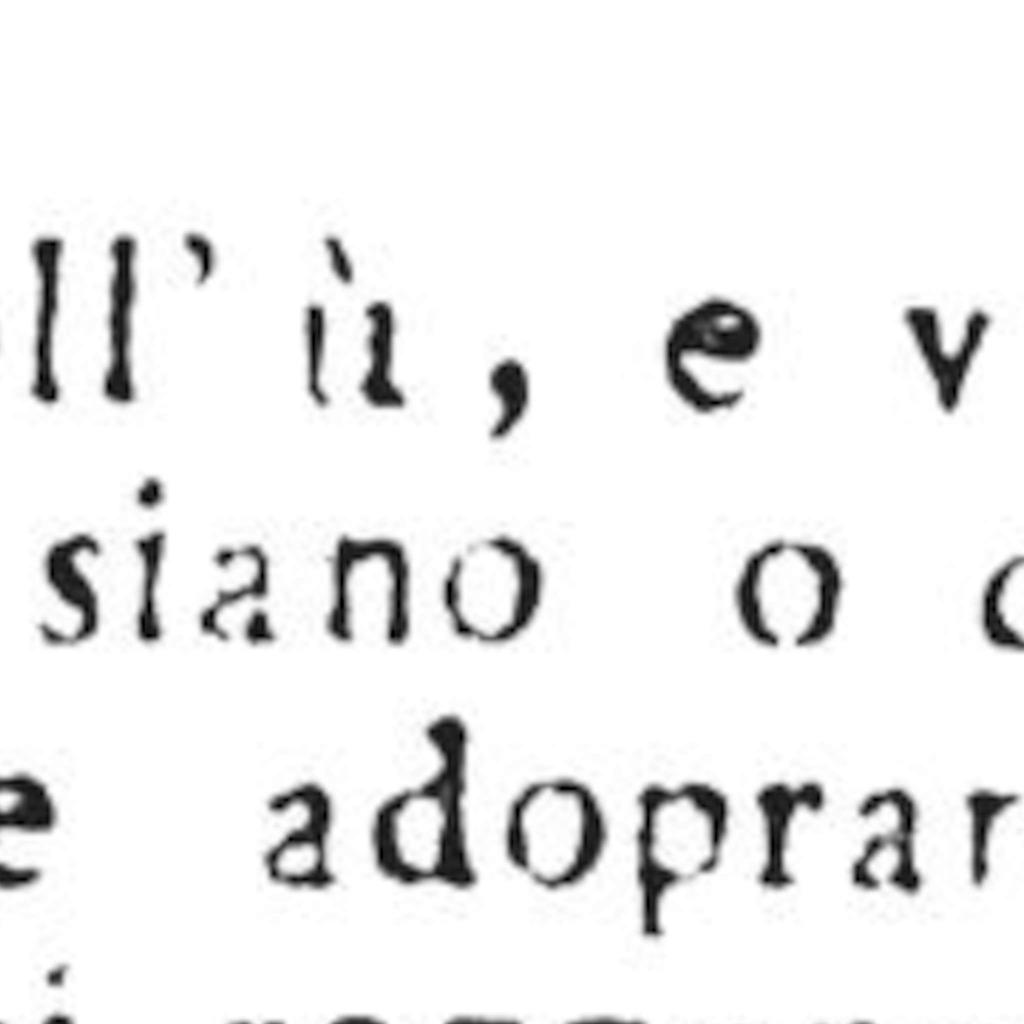 ll' ù, e v
siano o
e adoprar